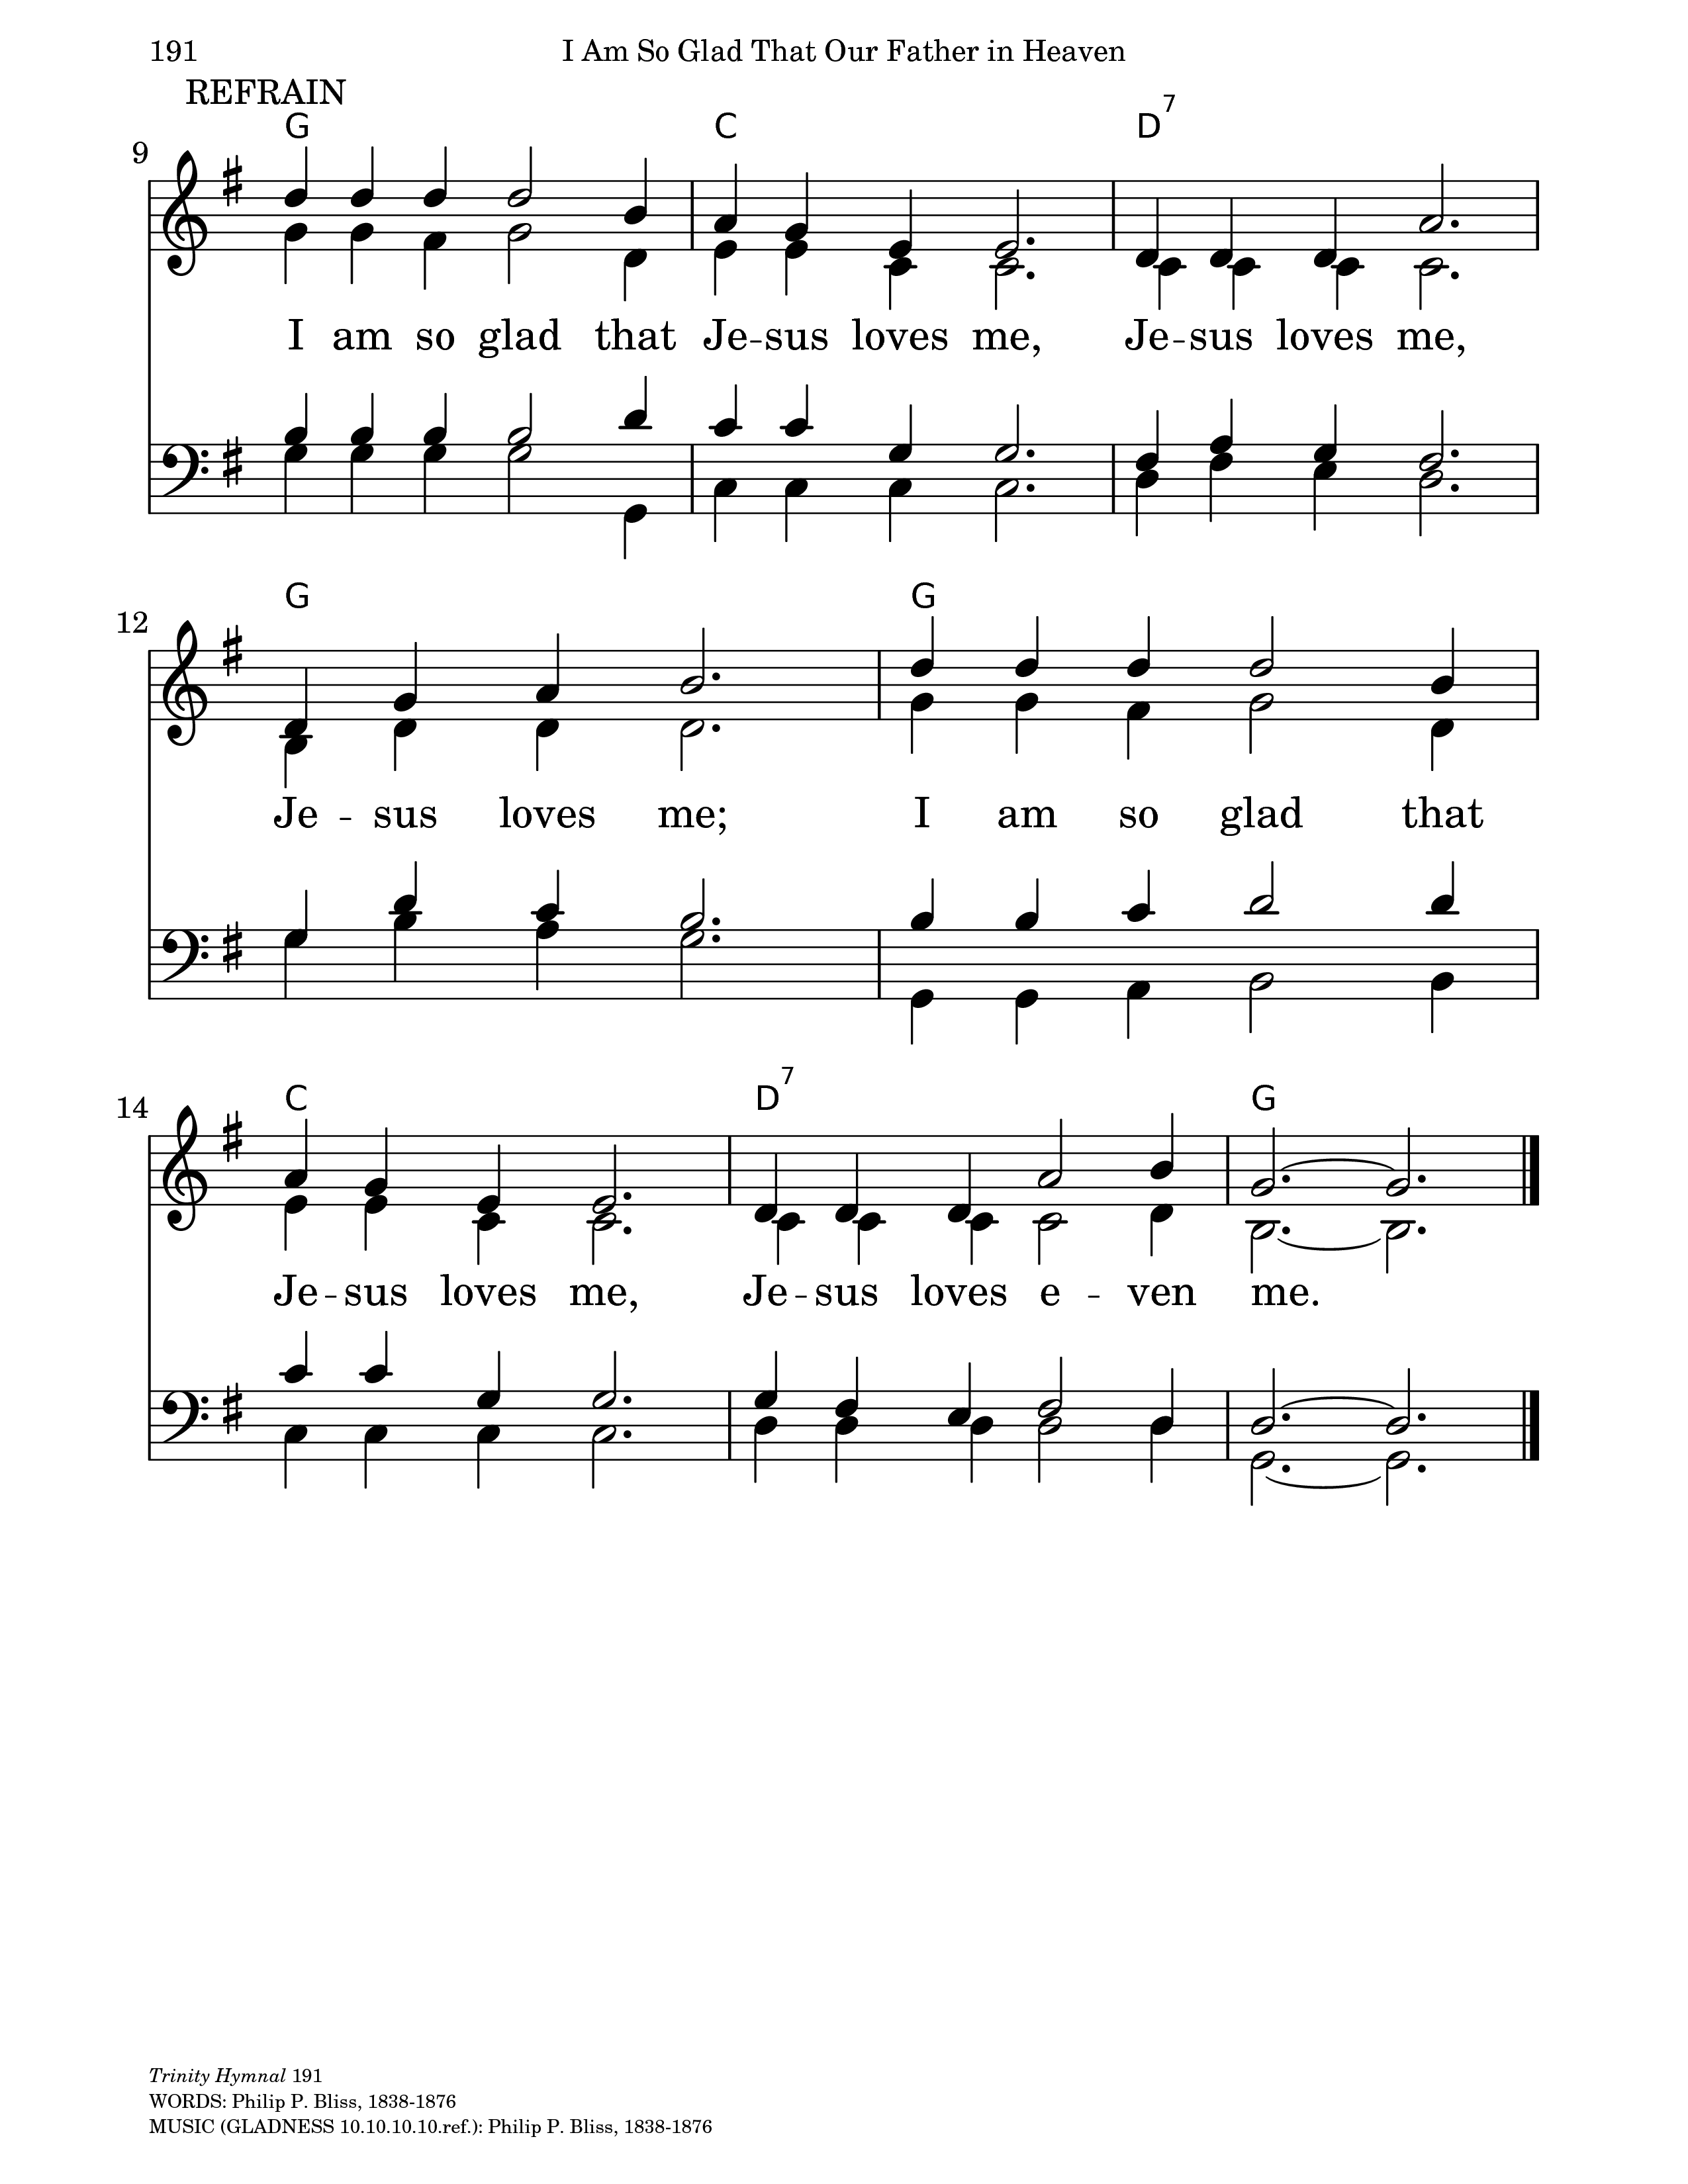 191 I Am So Glad That Our Father in Heaven
REFRAIN
G C D7
9
I am so glad that Je -- sus loves me, Je -- sus loves me,
G G
12
Je -- sus loves me; I am so glad that
C D7 G
14
Je -- sus loves me, Je -- sus loves e -- ven me.
Trinity Hymnal 191
WORDS: Philip P. Bliss, 1838-1876
MUSIC (GLADNESS 10.10.10.10.ref.): Philip P. Bliss, 1838-1876